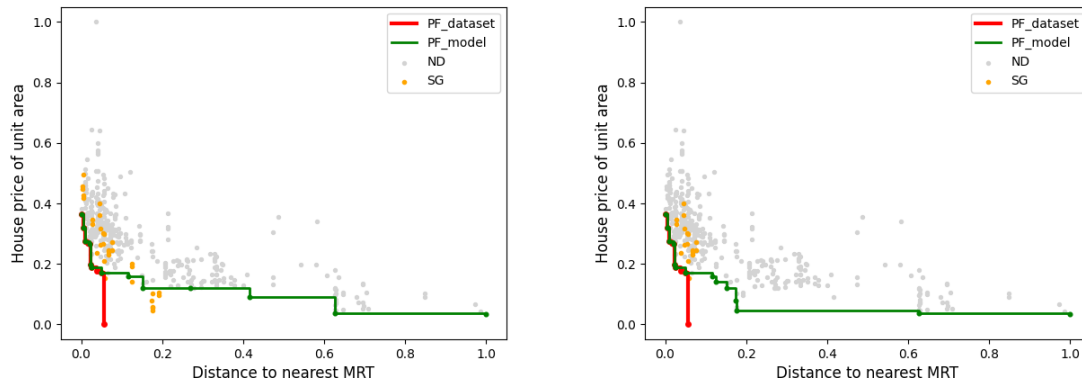 1.0
0.8
0.6
0.4
0.2
0.0
House price of unit area
0.0 0.2 0.4 0.6 0.8 1.0
Distance to nearest MRT
PF_dataset
PF_model
ND
SG
1.0
0.8
0.6
0.4
0.2
0.0
House price of unit area
0.0 0.2 0.4 0.6 0.8 1.0
Distance to nearest MRT
PF_dataset
PF_model
ND
SG